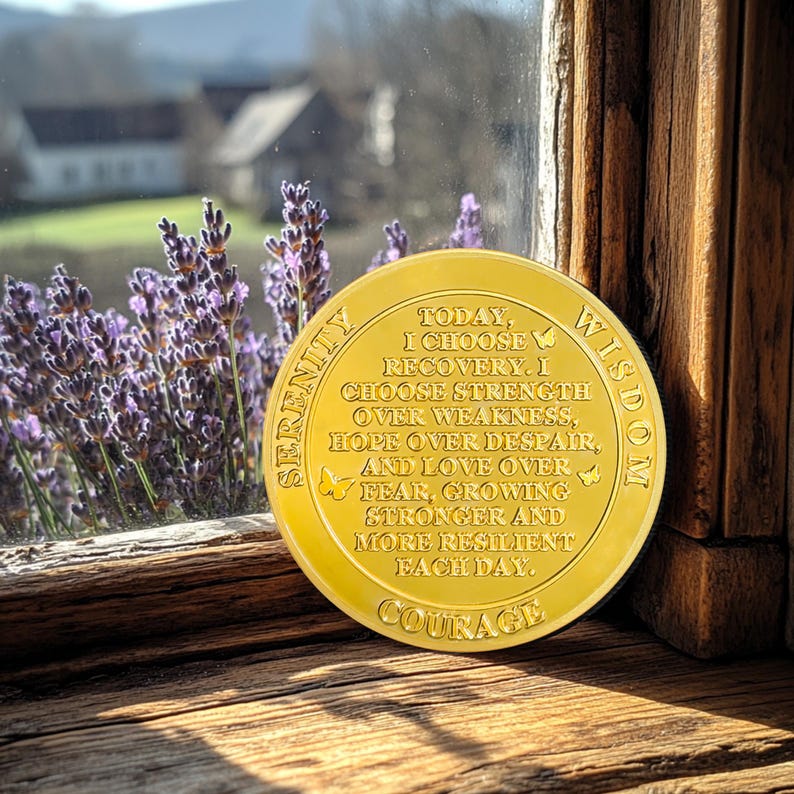 SERENITY
WISDOM
TODAY,
I CHOOSE
RECOVERY. I
CHOOSE STRENGTH
OVER WEAKNESS,
HOPE OVER DESPAIR,
AND LOVE OVER
FEAR, GROWING
STRONGER AND
MORE RESILIENT
EACH DAY.
COURAGE